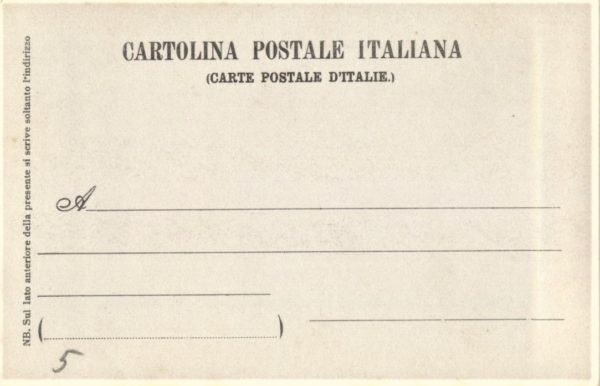 CARTOLINA POSTALE ITALIANA
(CARTE POSTALE D'ITALIE.)
NB. Sul lato anteriore della presente si scrive soltanto l'indirizzo
A
( )
5